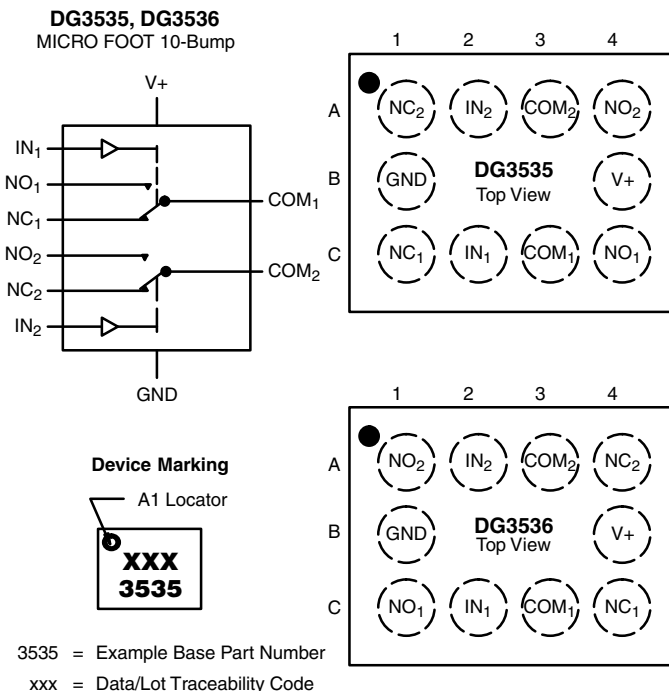 DG3535, DG3536
MICRO FOOT 10-Bump
V+
IN1
NO1
NC1
NO2
NC2
IN2
COM1
COM2
GND
1 2 3 4
A
NC2 IN2 COM2 NO2
B
GND DG3535 V+
Top View
C
NC1 IN1 COM1 NO1
Device Marking
A1 Locator
XXX
3535
3535 = Example Base Part Number
xxx = Data/Lot Traceability Code
1 2 3 4
A
NO2 IN2 COM2 NC2
B
GND DG3536 V+
Top View
C
NO1 IN1 COM1 NC1